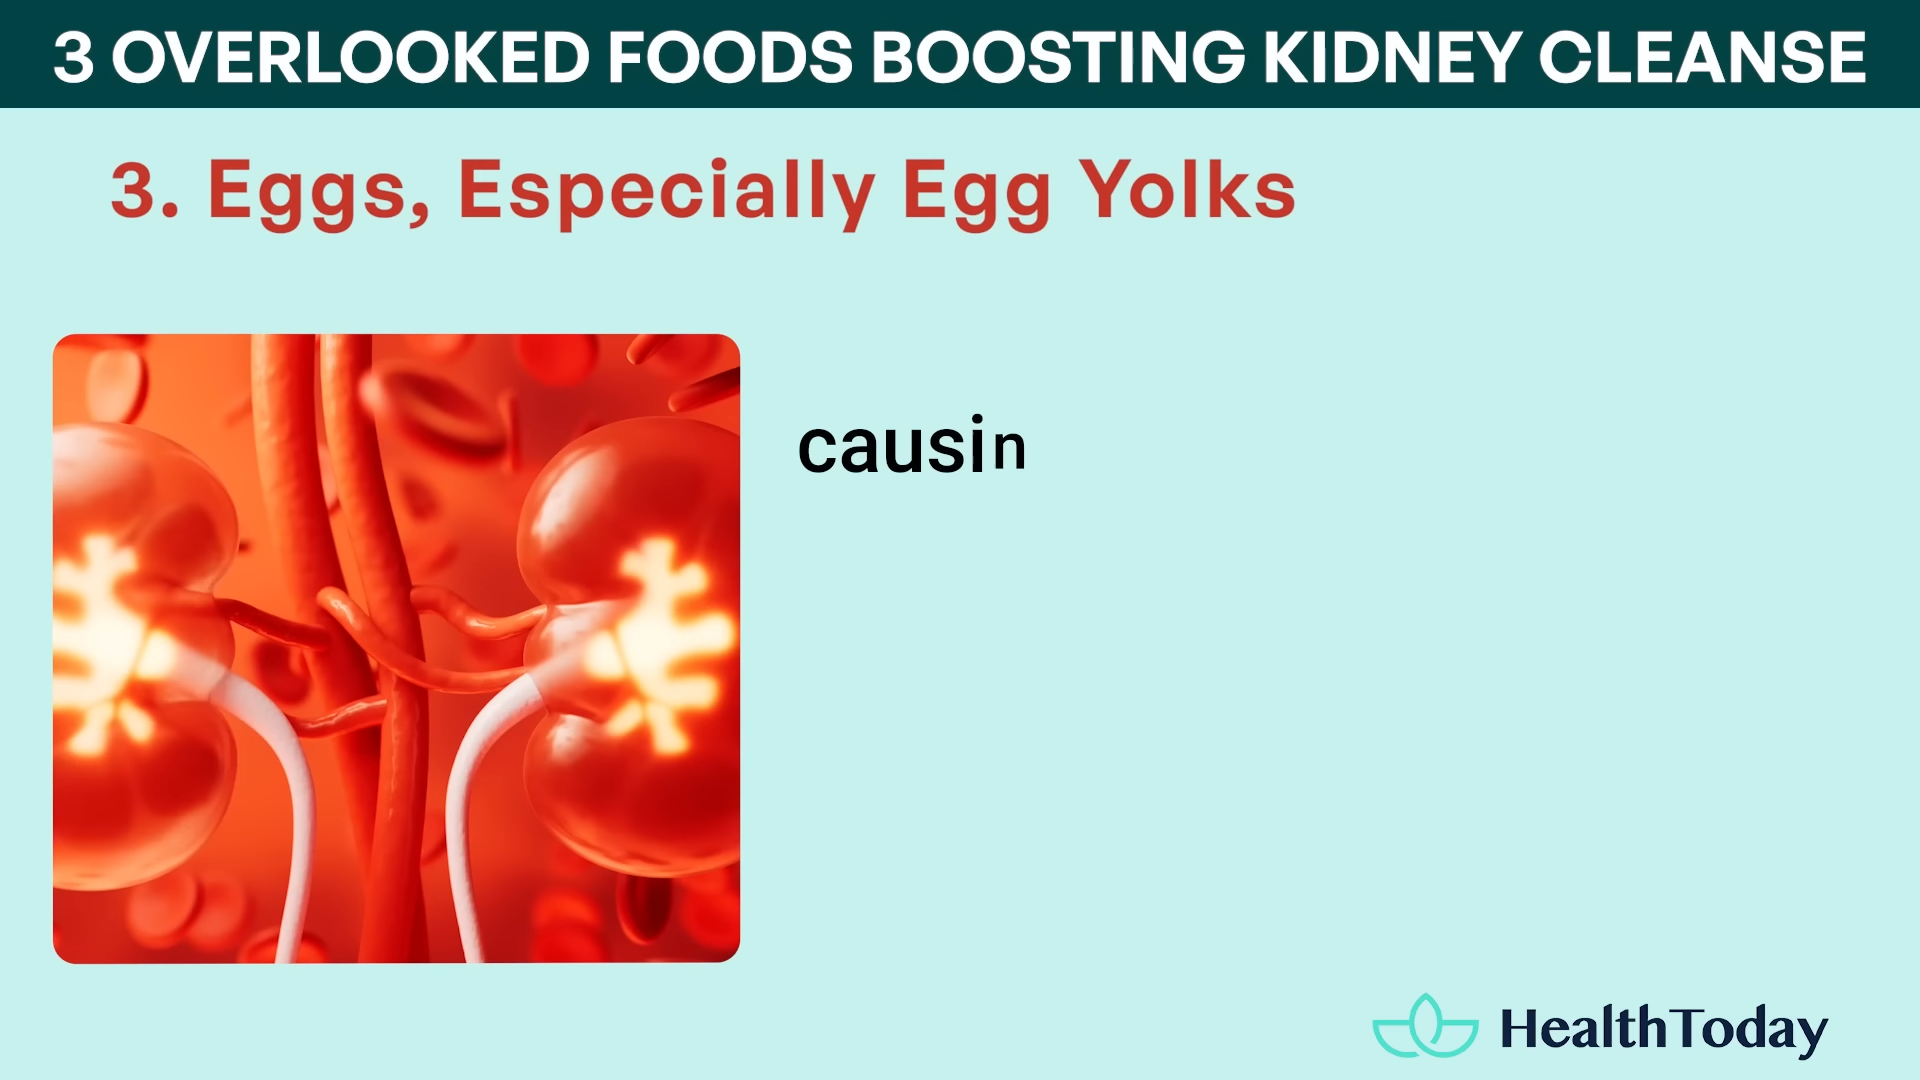 3 OVERLOOKED FOODS BOOSTING KIDNEY CLEANSE
3. Eggs, Especially Egg Yolks
causin
HealthToday